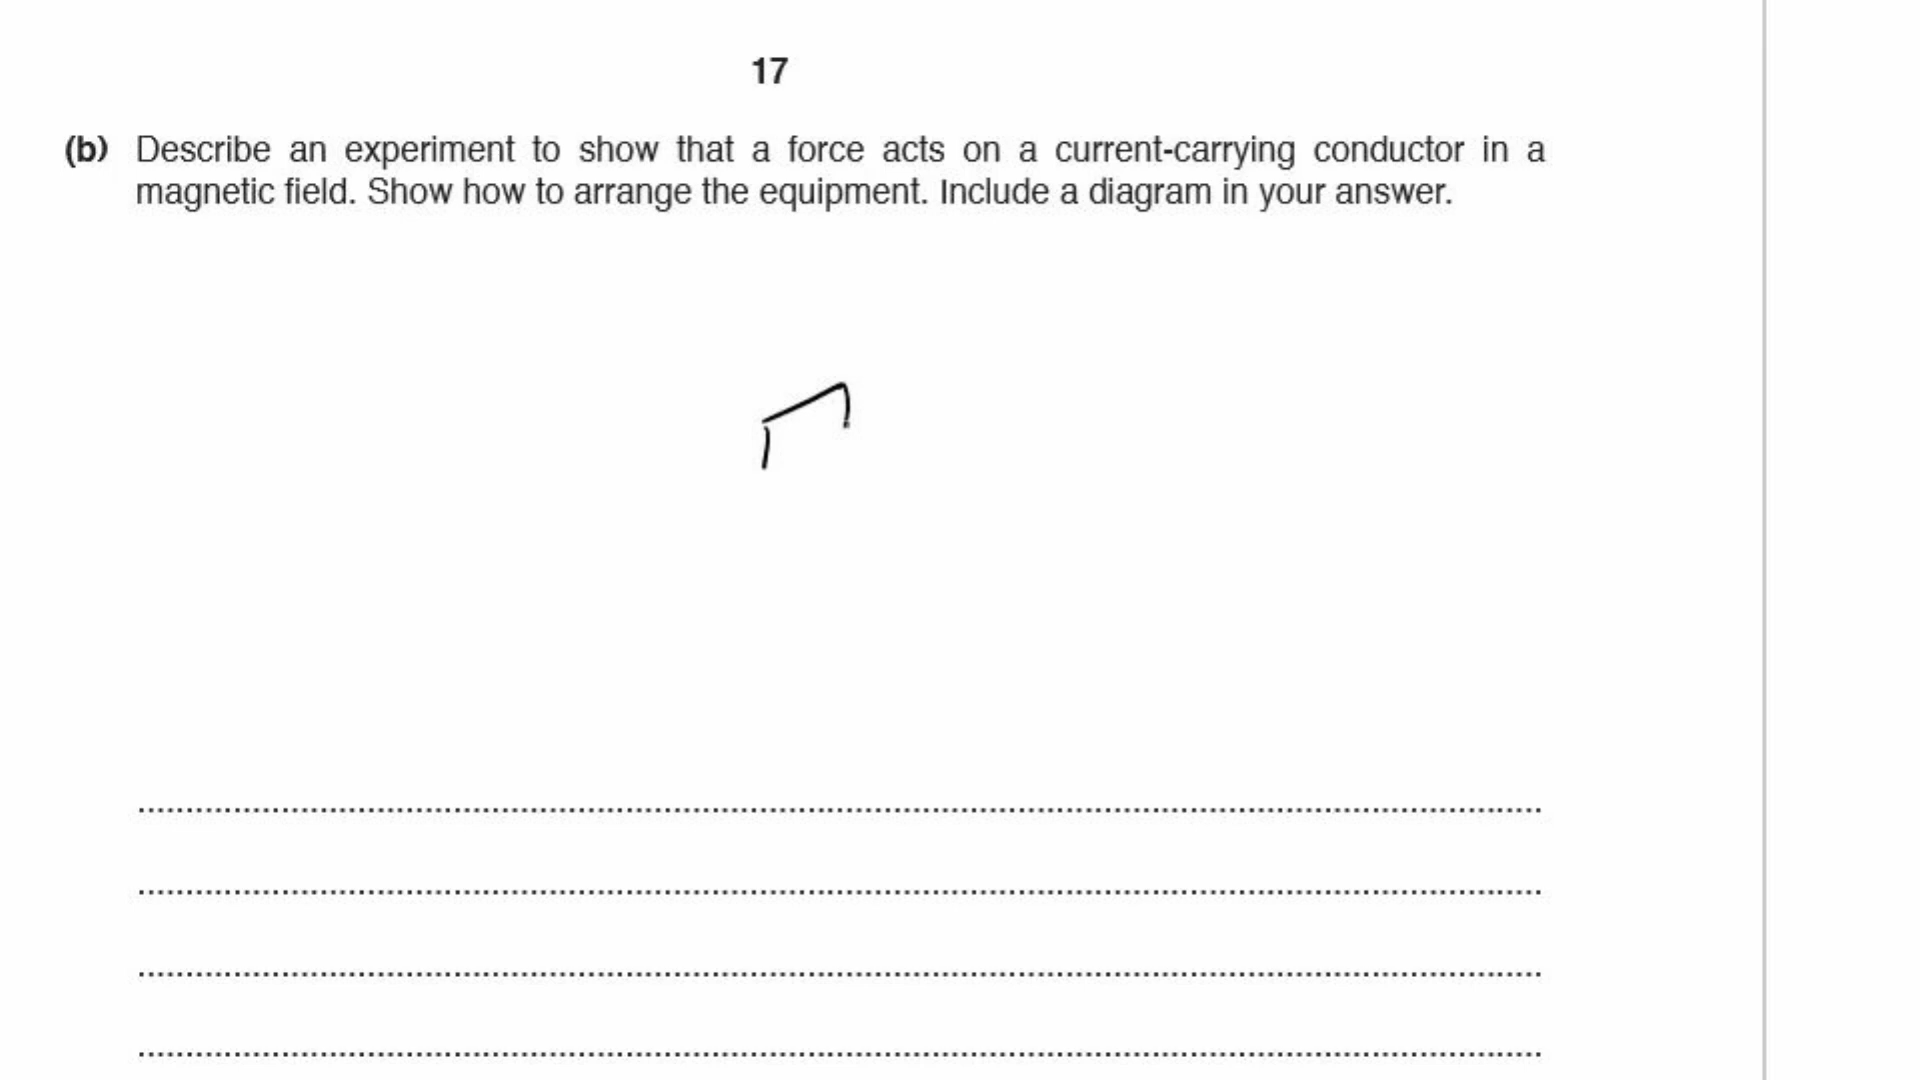 17
(b) Describe an experiment to show that a force acts on a current-carrying conductor in a
magnetic field. Show how to arrange the equipment. Include a diagram in your answer.